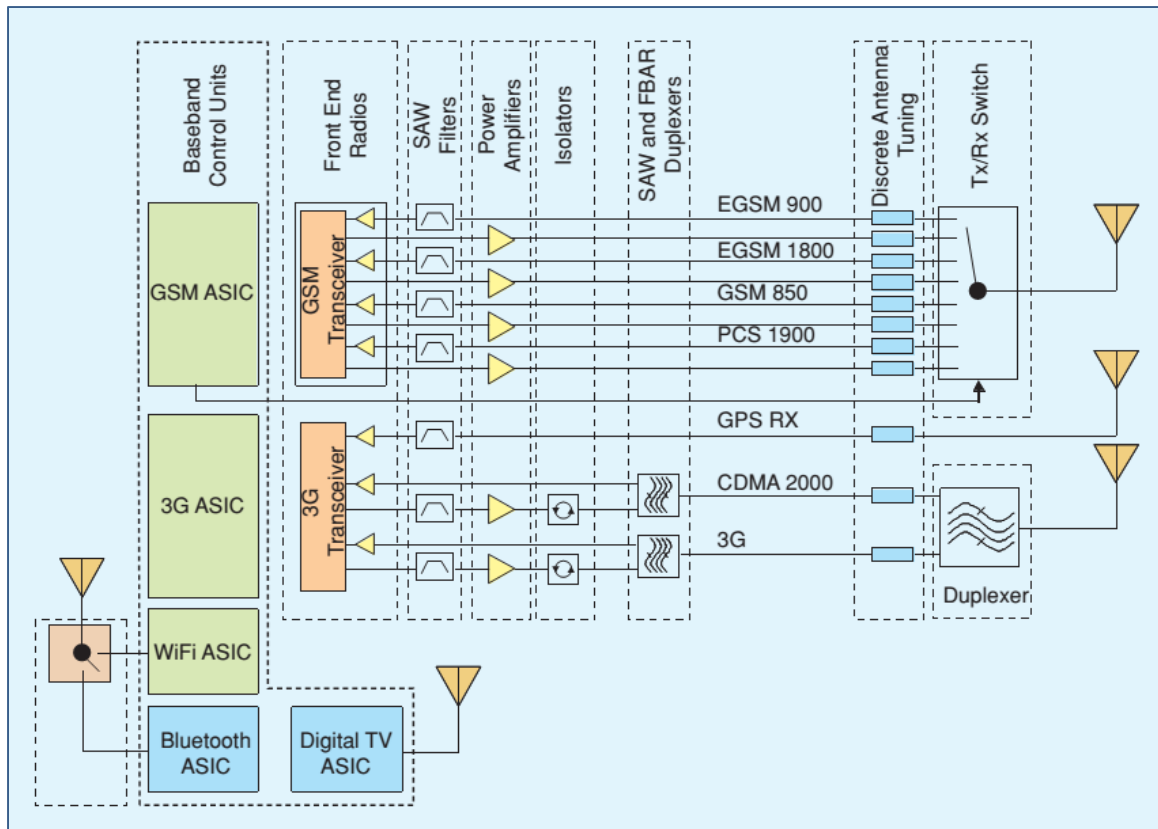 Baseband
Control Units
Front End
Radios
SAW
Filters
Power
Amplifiers
Isolators
SAW and FBAR
Duplexers
Discrete Antenna
Tuning
Tx/Rx Switch
GSM ASIC
GSM
Transceiver
EGSM 900
EGSM 1800
GSM 850
PCS 1900
3G ASIC
3G
Transceiver
GPS RX
CDMA 2000
3G
Duplexer
WiFi ASIC
Bluetooth
ASIC
Digital TV
ASIC